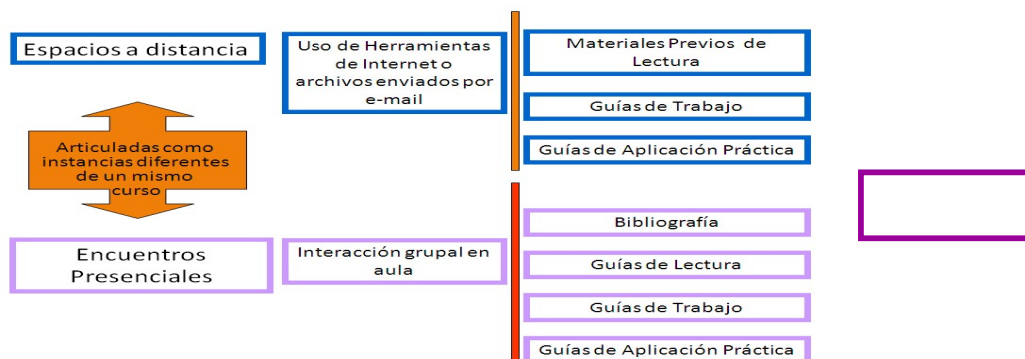 Espacios a distancia
Uso de Herramientas
de Internet o
archivos enviados por
e-mail
Materiales Previos de
Lectura
Guías de Trabajo
Guías de Aplicación Práctica
Articuladas como
instancias diferentes
de un mismo
curso
Encuentros
Presenciales
Interacción grupal en
aula
Bibliografía
Guías de Lectura
Guías de Trabajo
Guías de Aplicación Práctica